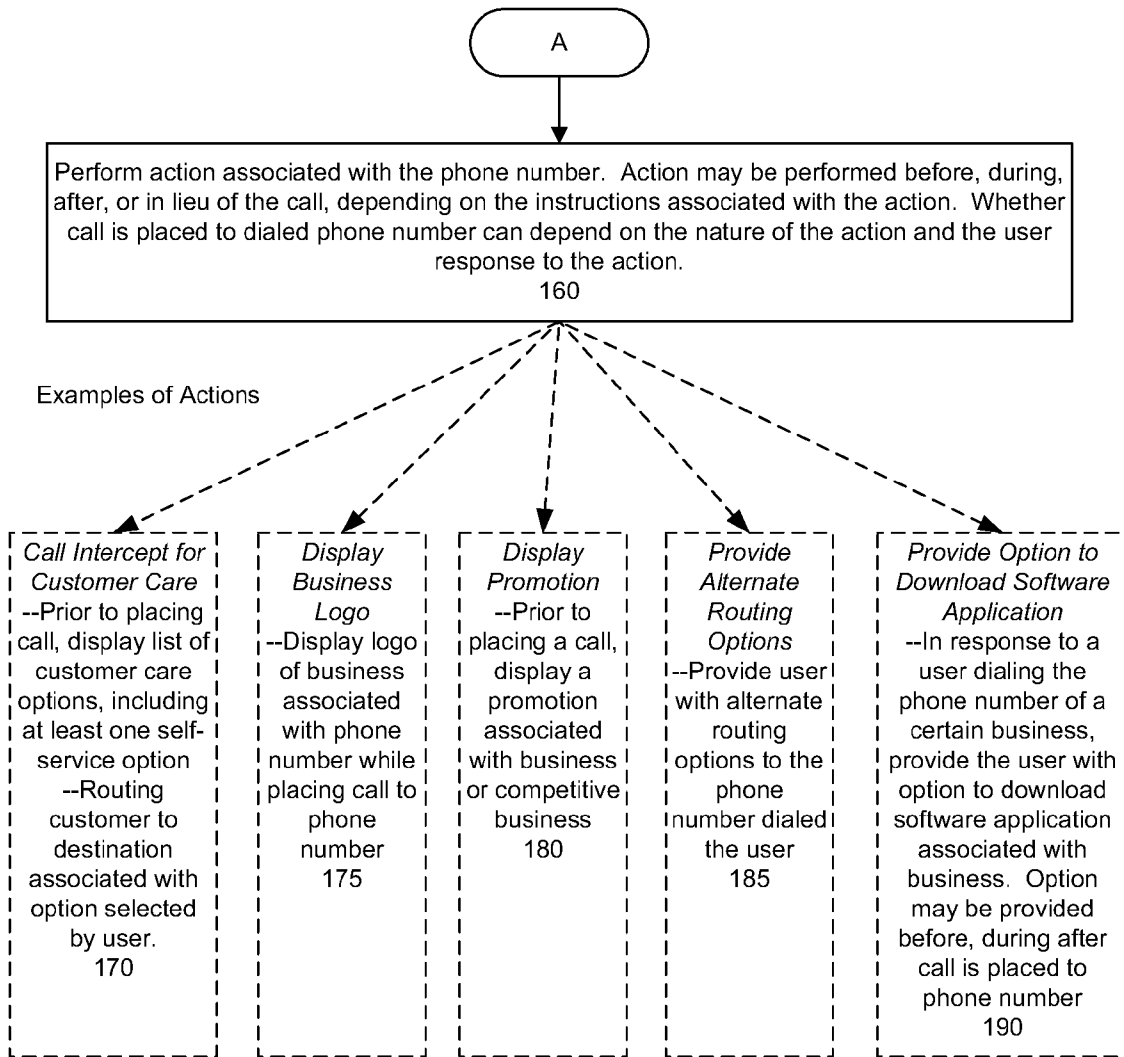 A
Perform action associated with the phone number.  Action may be performed before, during,
after, or in lieu of the call, depending on the instructions associated with the action.  Whether
call is placed to dialed phone number can depend on the nature of the action and the user
response to the action.
160
Examples of Actions
Call Intercept for
Customer Care
--Prior to placing
call, display list of
customer care
options, including
at least one self-
service option
--Routing
customer to
destination
associated with
option selected
by user.
170
Display
Business
Logo
--Display logo
of business
associated
with phone
number while
placing call to
phone
number
175
Display
Promotion
--Prior to
placing a call,
display a
promotion
associated
with business
or competitive
business
180
Provide
Alternate
Routing
Options
--Provide user
with alternate
routing
options to the
phone
number dialed
the user
185
Provide Option to
Download Software
Application
--In response to a
user dialing the
phone number of a
certain business,
provide the user with
option to download
software application
associated with
business.  Option
may be provided
before, during after
call is placed to
phone number
190